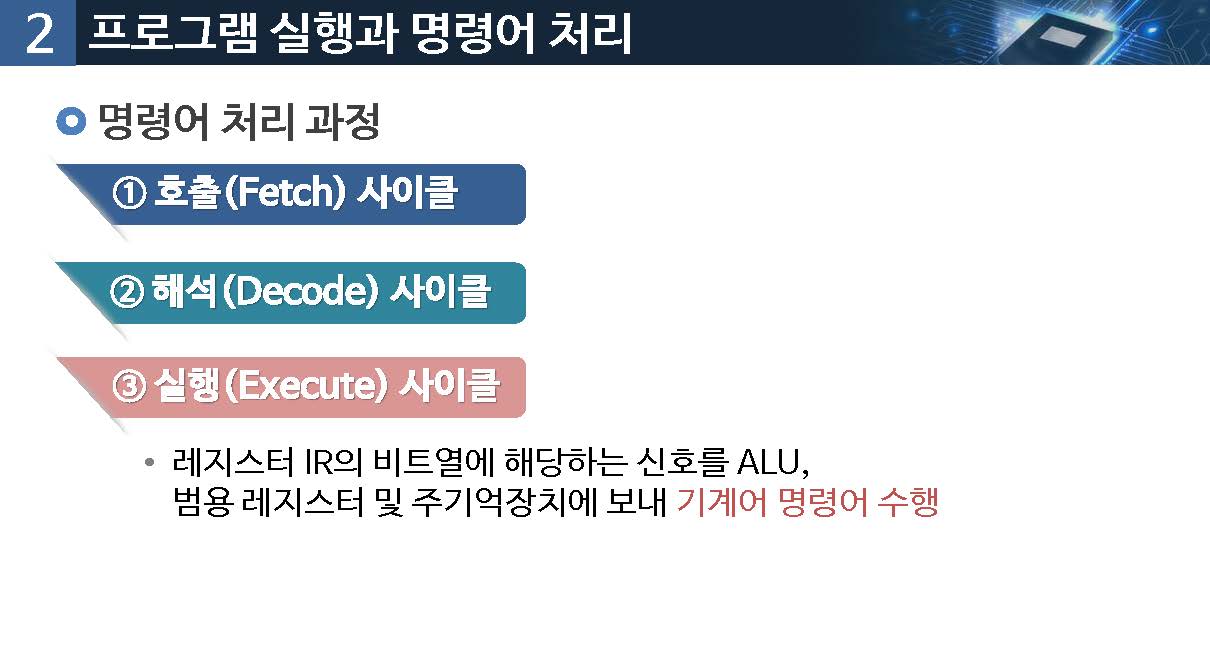 2 프로그램 실행과 명령어 처리
명령어 처리 과정
① 호출(Fetch) 사이클
② 해석(Decode) 사이클
③ 실행(Execute) 사이클
• 레지스터 IR의 비트열에 해당하는 신호를 ALU,
범용 레지스터 및 주기억장치에 보내 기계어 명령어 수행